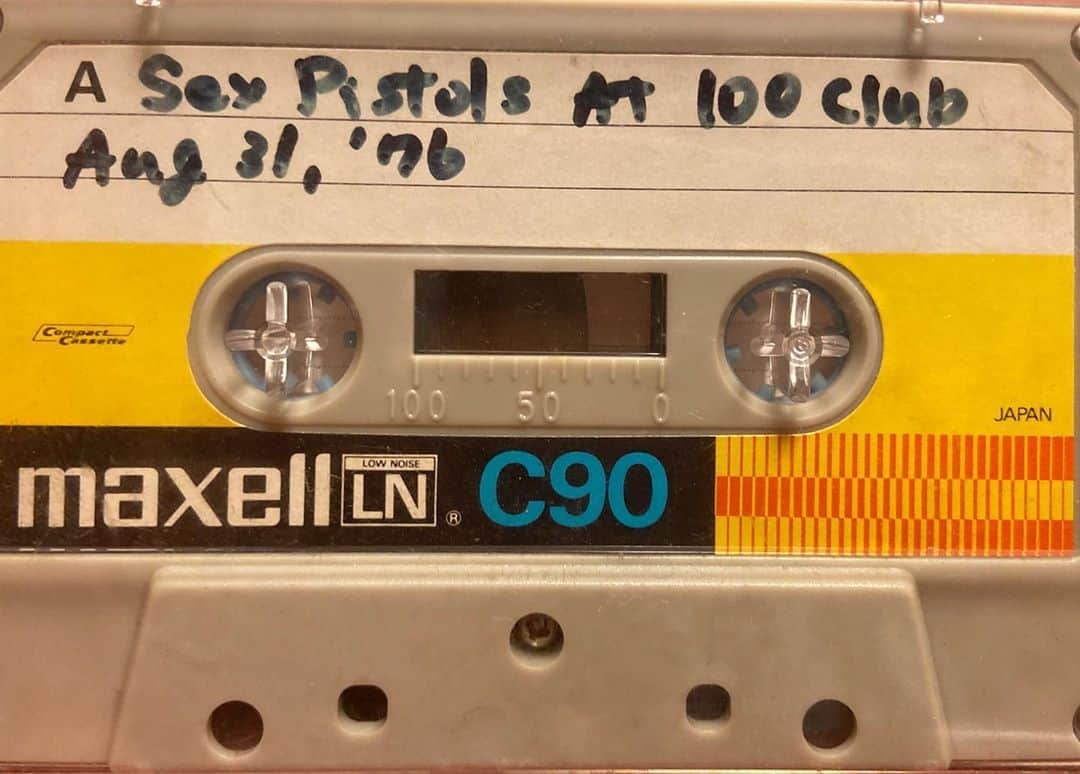 A Sex Pistols At 100 Club
Aug 31, '76
Compact Cassette
100 50 0
JAPAN
maxell LOW NOISE LN ® C90